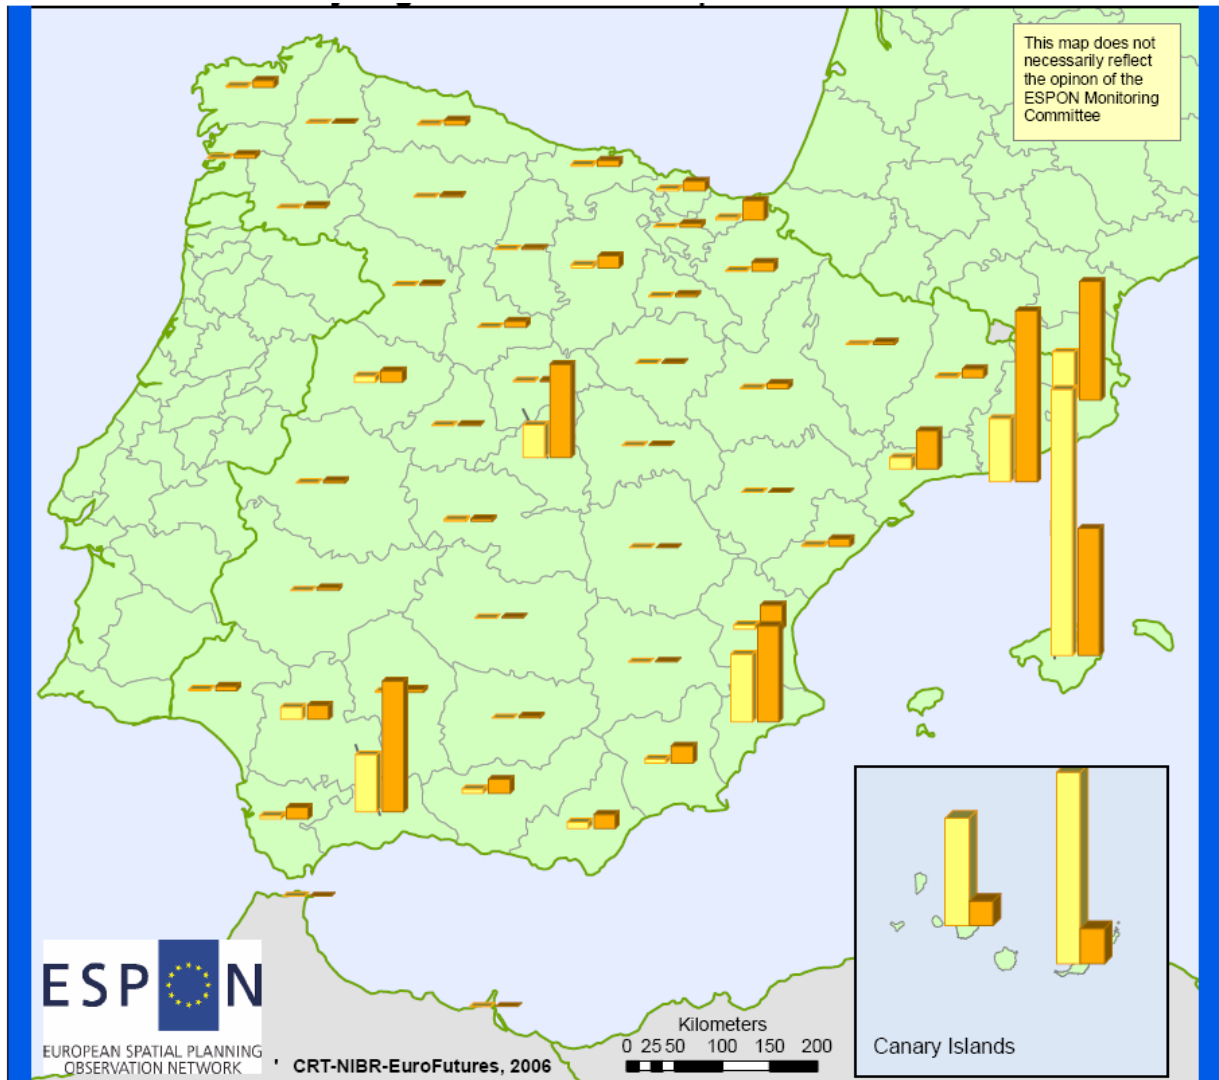 This map does not
necessarily reflect
the opinon of the
ESPON Monitoring
Committee
ESPON
EUROPEAN SPATIAL PLANNING
OBSERVATION NETWORK
' CRT-NIBR-EuroFutures, 2006
Kilometers
0 25 50 100 150 200
Canary Islands